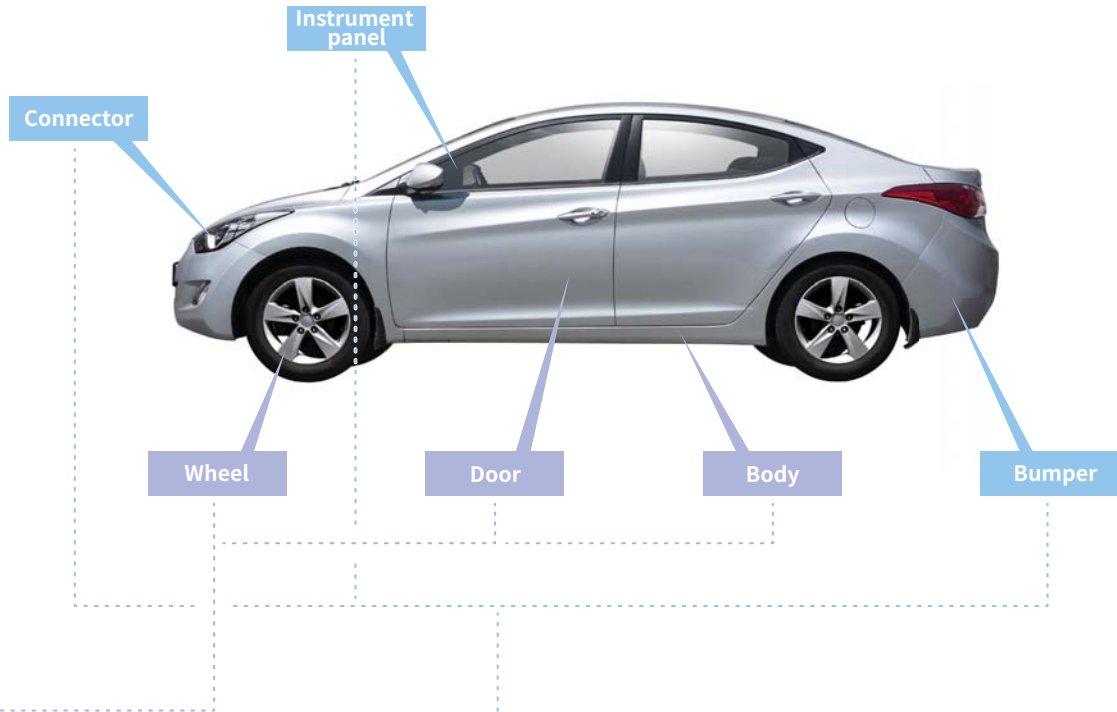 Instrument
panel
Connector
Wheel
Door
Body
Bumper